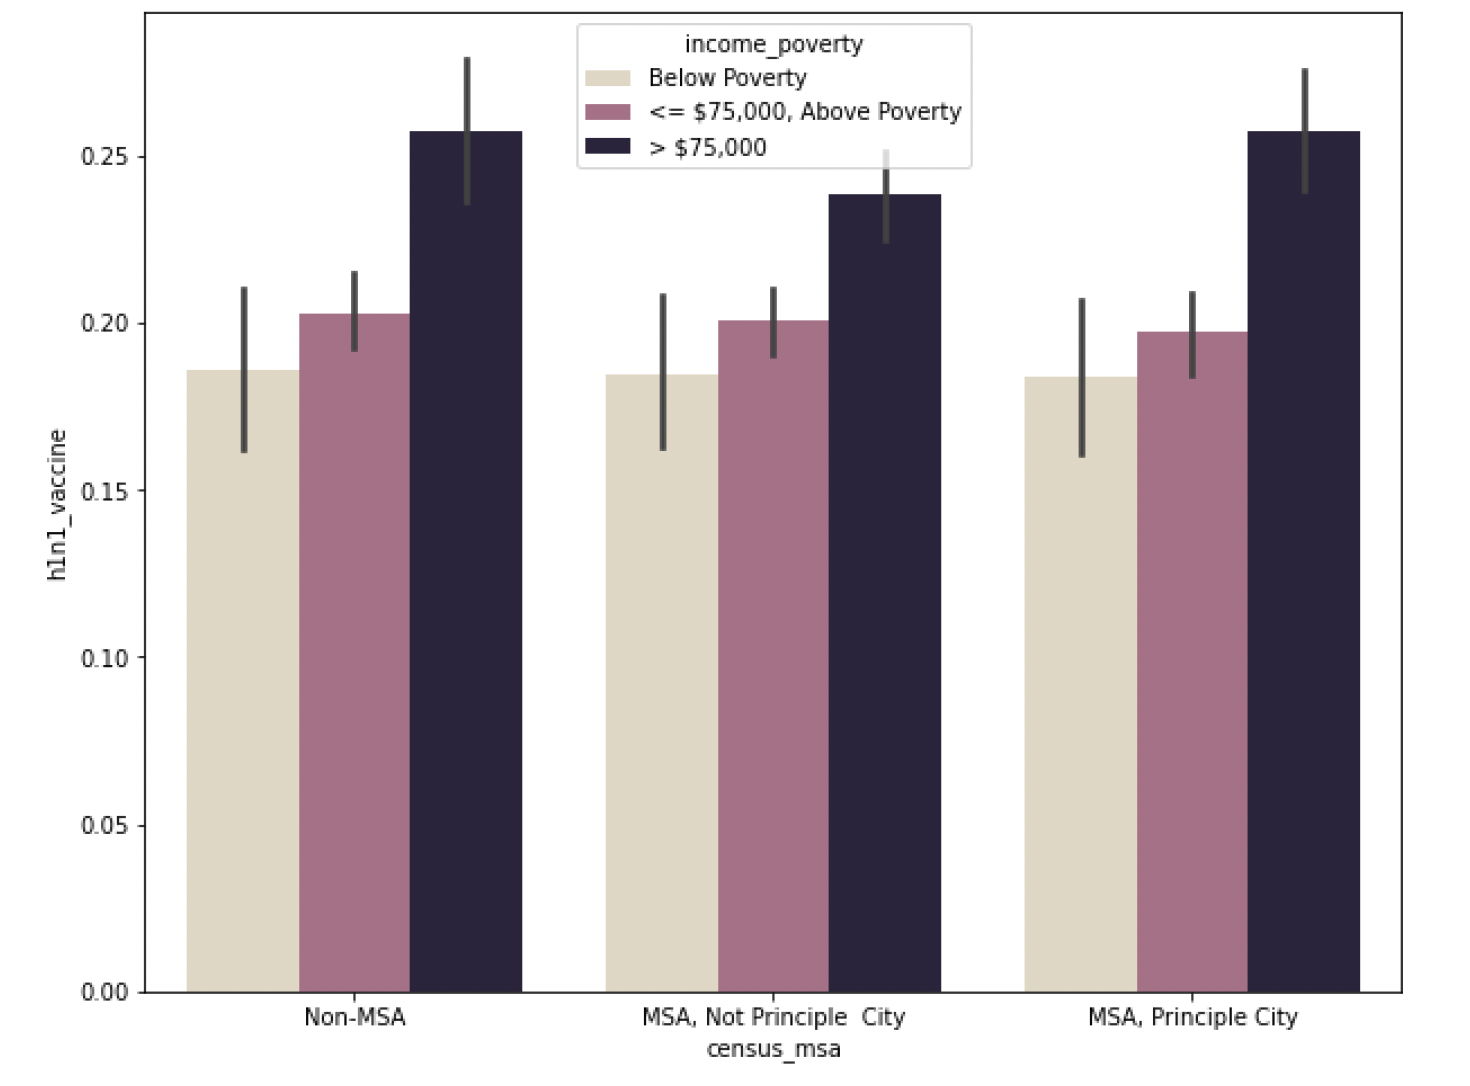 income_poverty
Below Poverty
<= $75,000, Above Poverty
> $75,000
0.25
0.20
0.15
0.10
0.05
0.00
h1n1_vaccine
Non-MSA
MSA, Not Principle  City
MSA, Principle City
census_msa